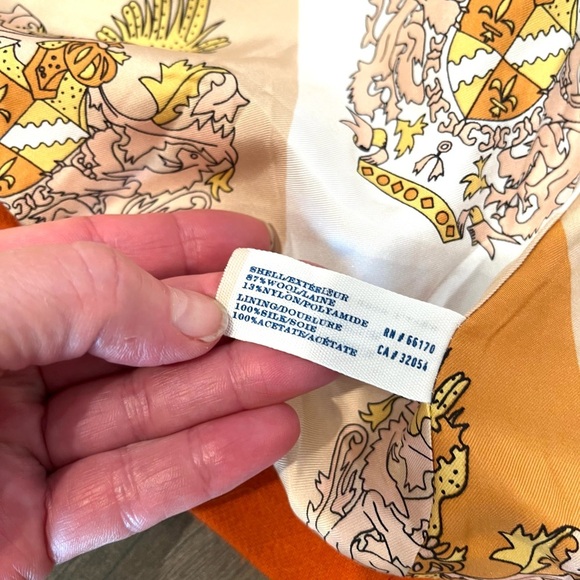 SHELL/EXTÉRIEUR
87% WOOL/LAINE
13% NYLON/POLYAMIDE
LINING/DOUBLURE
100% SILK/SOIE
100% ACETATE/ACÉTATE
RN # 66170
CA # 32054